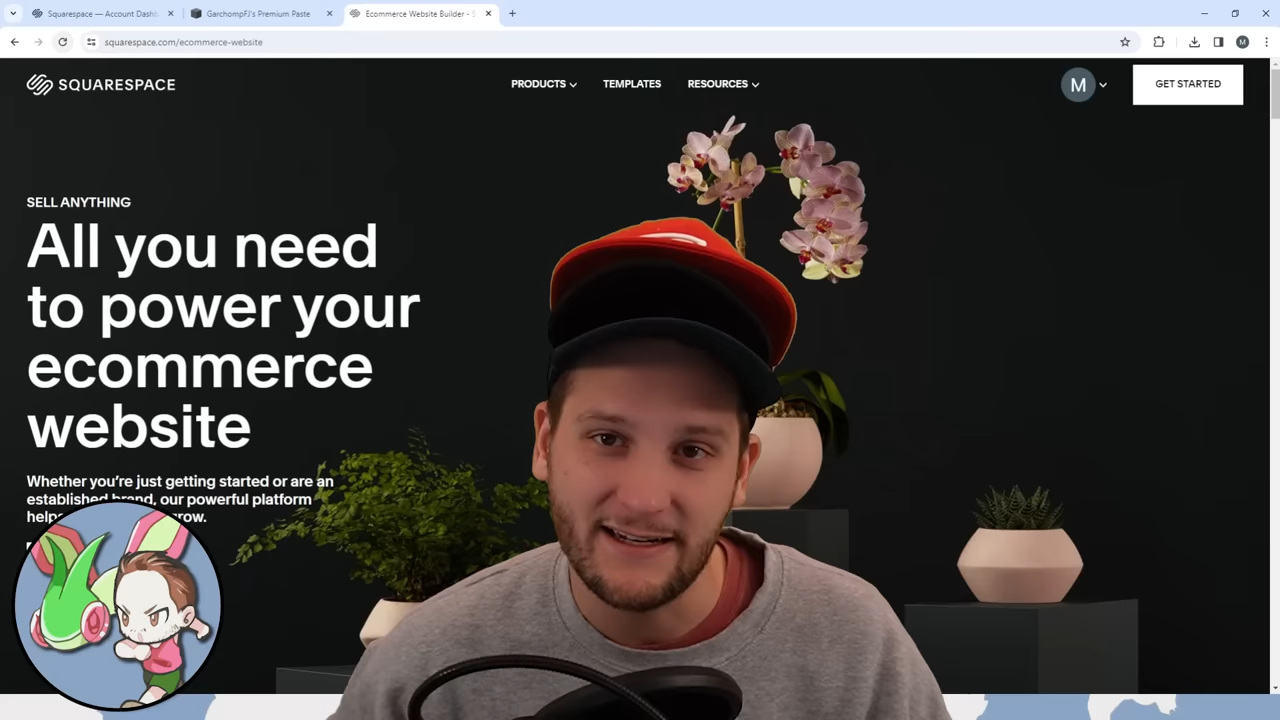 Squarespace — Account Dashb
GarchompFJ's Premium Paste
Ecommerce Website Builder - S
squarespace.com/ecommerce-website
M
SQUARESPACE
PRODUCTS
TEMPLATES
RESOURCES
M
GET STARTED
SELL ANYTHING
All you need
to power your
ecommerce
website
Whether you're just getting started or are an
established brand, our powerful platform
helps grow.